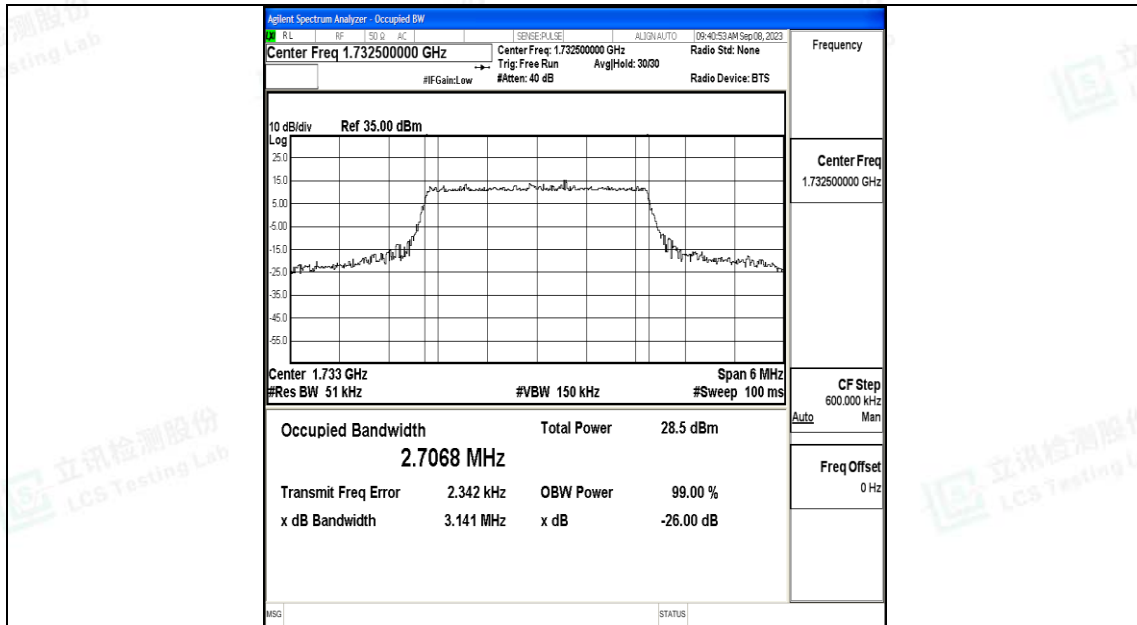 Agilent Spectrum Analyzer - Occupied BW
LXI RL RF 50 Ω AC SENSE:PULSE ALIGNAUTO 09:40:53 AM Sep 08, 2023
Center Freq 1.732500000 GHz
Center Freq: 1.732500000 GHz
Radio Std: None
Trig: Free Run Avg|Hold: 30/30
#IFGain:Low
#Atten: 40 dB
Radio Device: BTS
10 dB/div Ref 35.00 dBm
Log
25.0
15.0
5.00
-5.00
-15.0
-25.0
-35.0
-45.0
-55.0
Center 1.733 GHz
Span 6 MHz
#Res BW 51 kHz
#VBW 150 kHz
#Sweep 100 ms
Occupied Bandwidth
Total Power 28.5 dBm
2.7068 MHz
Transmit Freq Error 2.342 kHz
OBW Power 99.00 %
x dB Bandwidth 3.141 MHz
x dB -26.00 dB
MSG
STATUS
Frequency
Center Freq
1.732500000 GHz
CF Step
600.000 kHz
Auto Man
Freq Offset
0 Hz
立讯检测股份
LCS Testing Lab
立讯检测股份